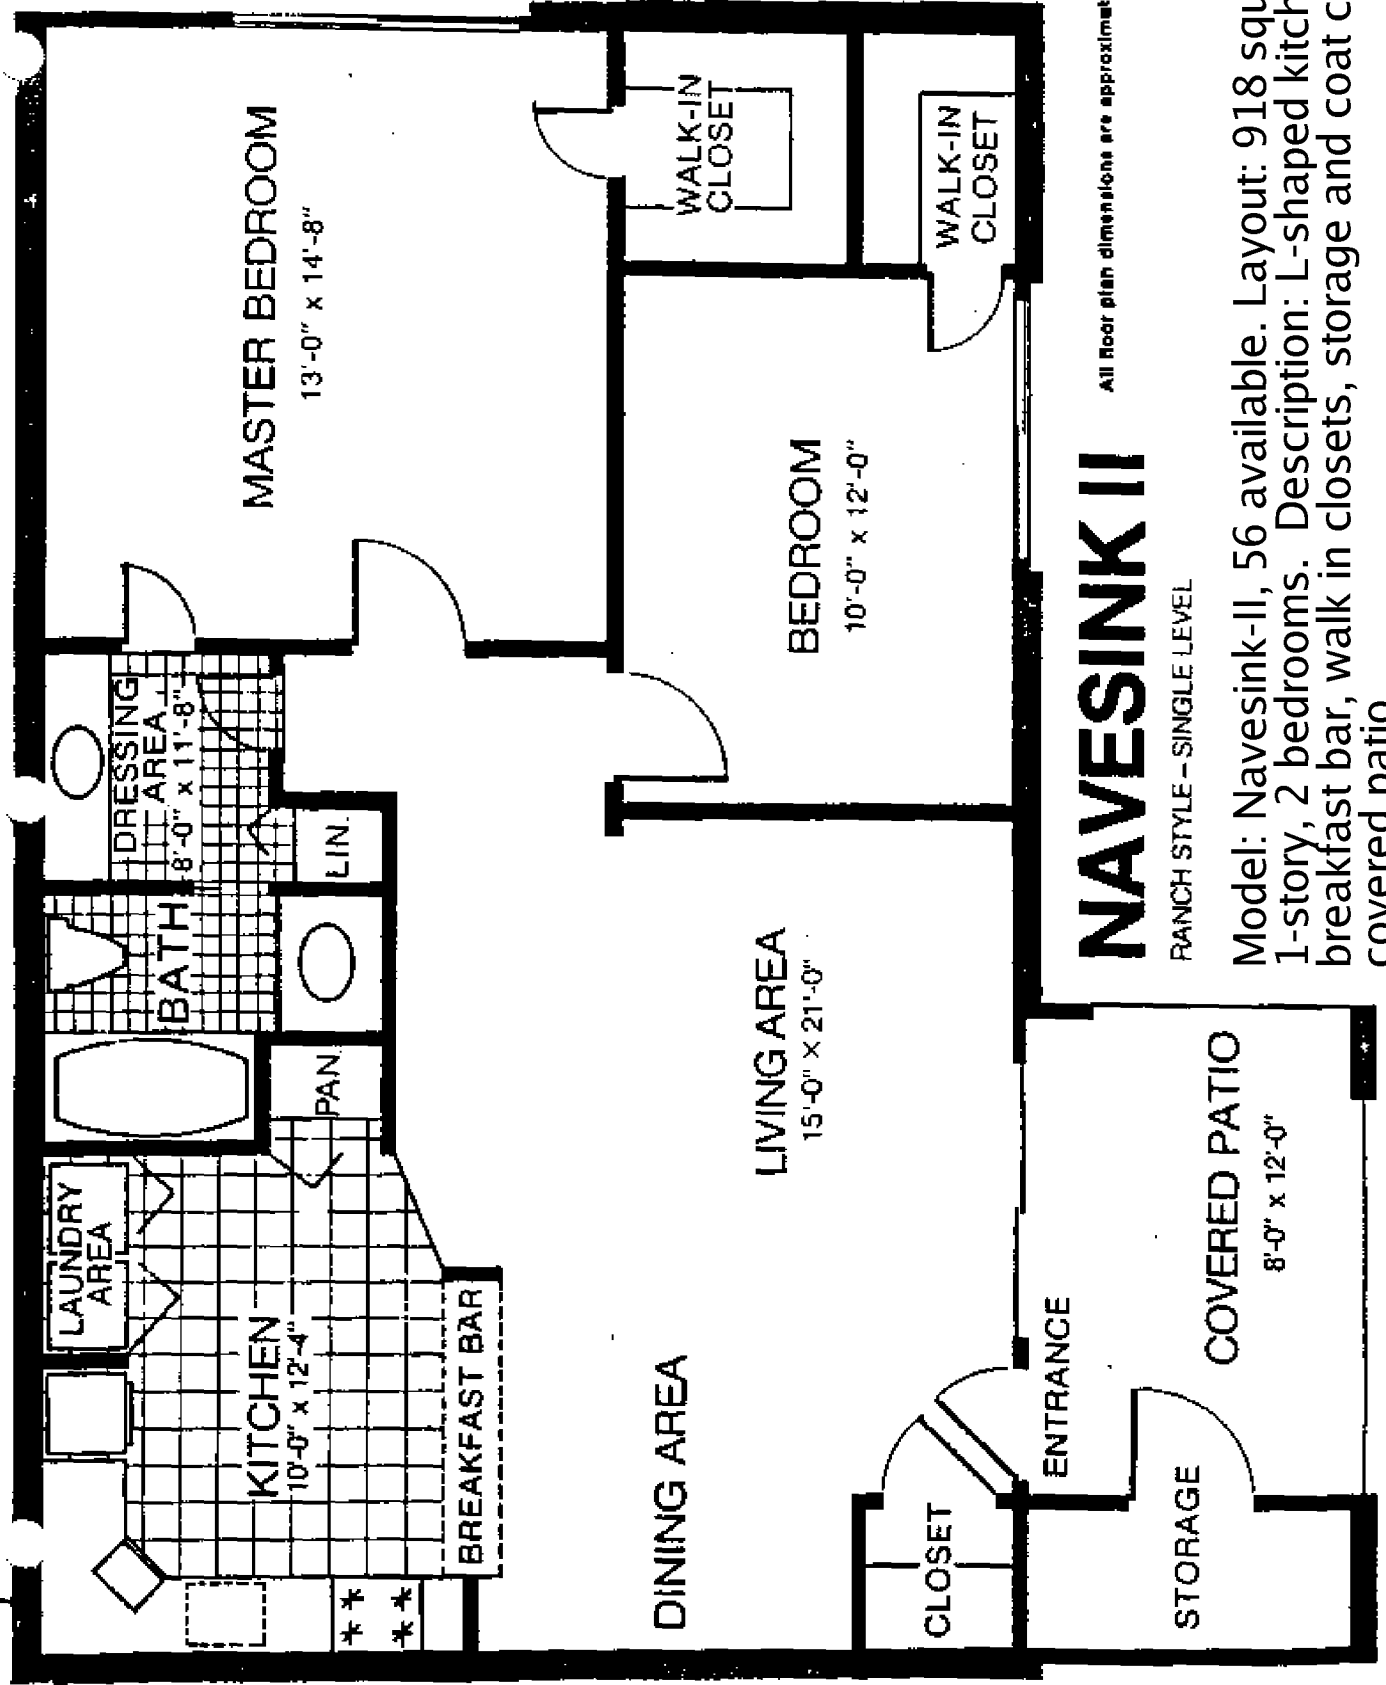 MASTER BEDROOM
13'-0" x 14'-8"
WALK-IN
CLOSET
WALK-IN
CLOSET
DRESSING
AREA
8'-0" x 11'-8"
LIN.
BATH
PAN.
BEDROOM
10'-0" x 12'-0"
LAUNDRY
AREA
KITCHEN
10'-0" x 12'-4"
BREAKFAST BAR
LIVING AREA
15'-0" x 21'-0"
DINING AREA
CLOSET
ENTRANCE
COVERED PATIO
8'-0" x 12'-0"
STORAGE
NAVESINK II
RANCH STYLE – SINGLE LEVEL
All floor plan dimensions are
Model: Navesink-II, 56 available. Layout: 918
1-story, 2 bedrooms. Description: L-shaped
breakfast bar, walk in closets, storage and coat
covered patio